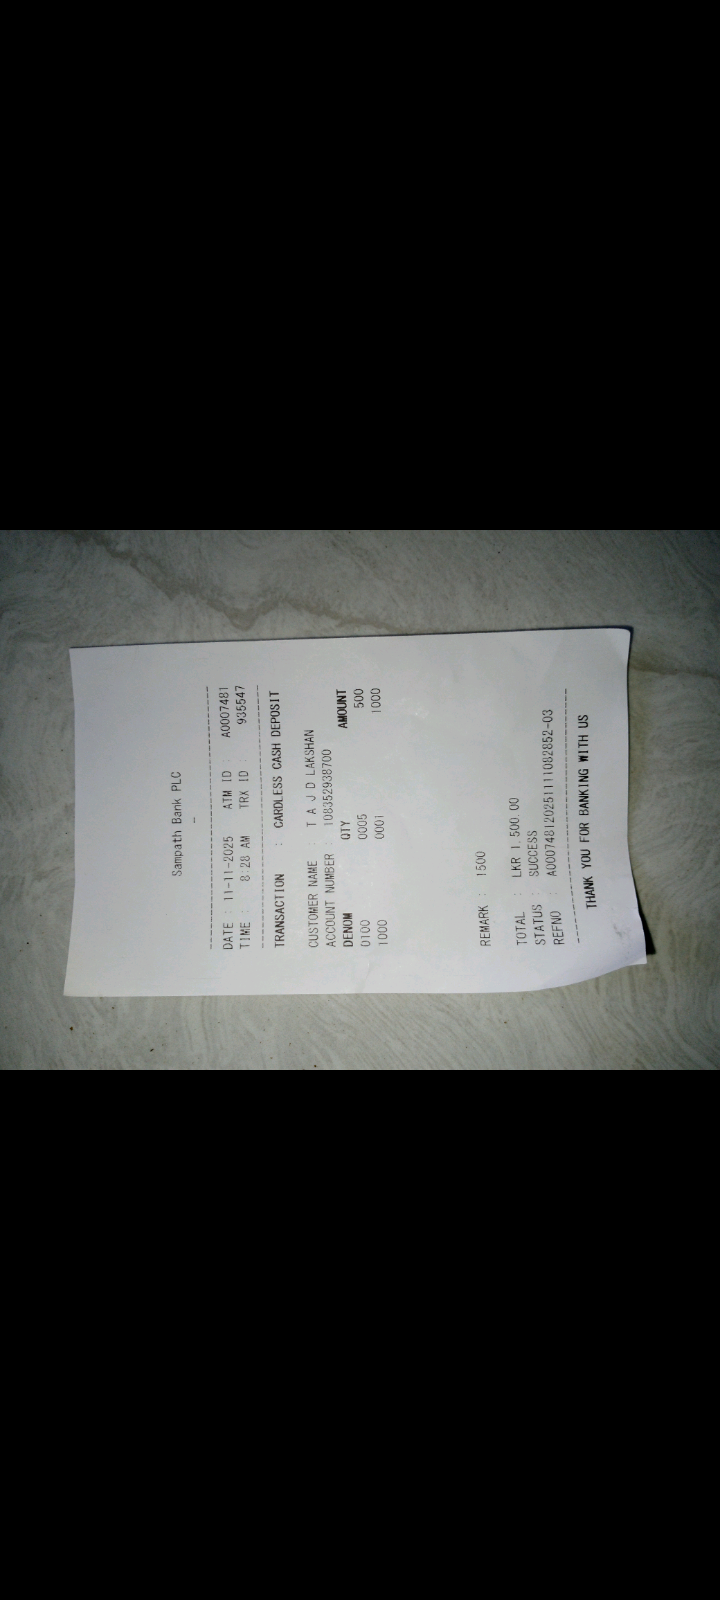 Sampath Bank PLC
–
--------------------------------------------
DATE : 11-11-2025 ATM ID : A0007481
TIME : 8:28 AM TRX ID : 935547
--------------------------------------------
TRANSACTION : CARDLESS CASH DEPOSIT
CUSTOMER NAME : T A J D LAKSHAN
ACCOUNT NUMBER : 108352938700
DENOM QTY AMOUNT
0100 0005 500
1000 0001 1000
REMARK : 1500
TOTAL : LKR 1,500.00
STATUS : SUCCESS
REFNO : A000748120251111082852-03
--------------------------------------------
THANK YOU FOR BANKING WITH US